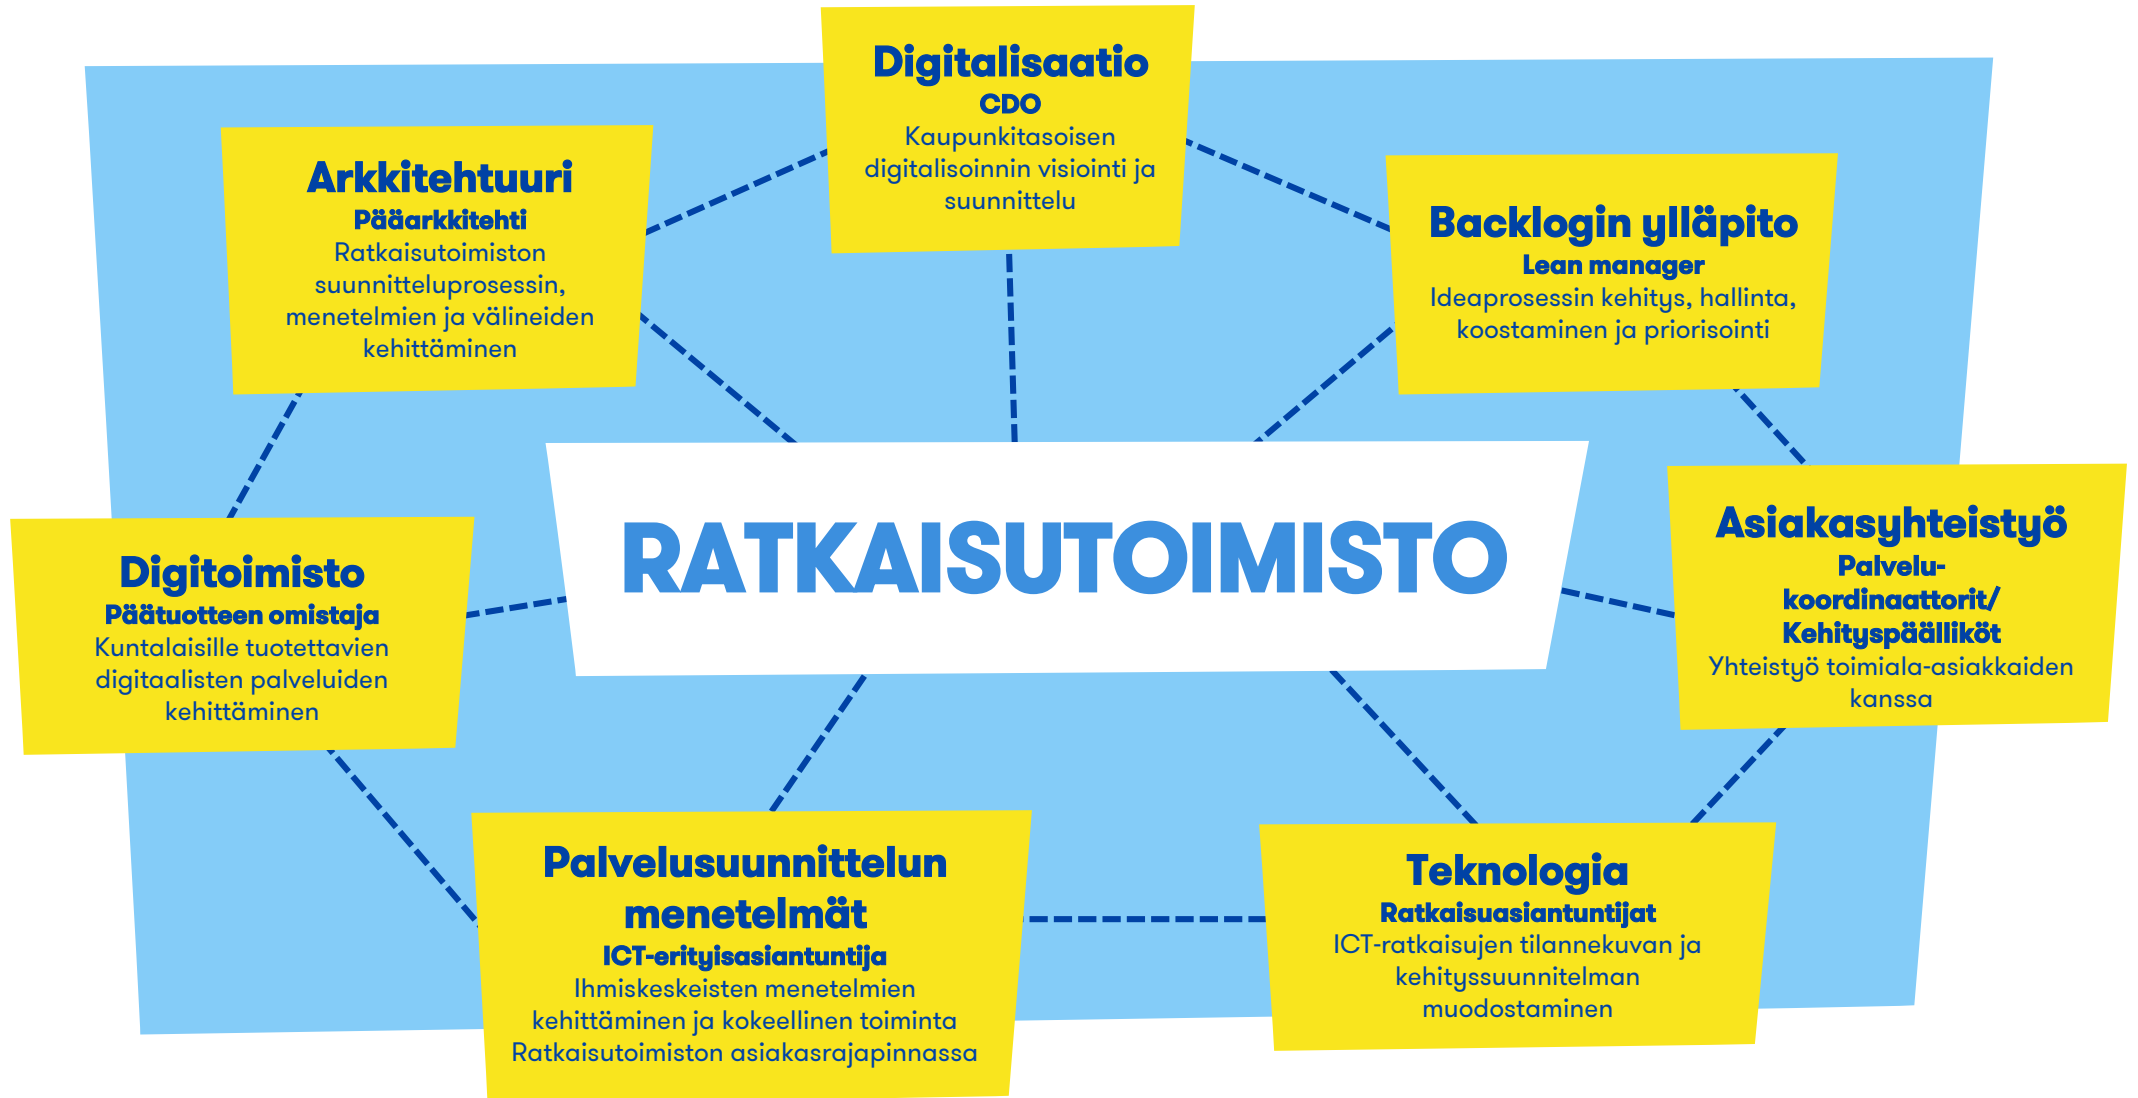 Digitalisaatio
CDO
Kaupunkitasoisen
digitalisoinnin visiointi ja
suunnittelu
Arkkitehtuuri
Pääarkkitehti
Ratkaisutoimiston
suunnitteluprosessin,
menetelmien ja välineiden
kehittäminen
Backlogin ylläpito
Lean manager
Ideaprosessin kehitys, hallinta,
koostaminen ja priorisointi
RATKAISUTOIMISTO
Digitoimisto
Päätuotteen omistaja
Kuntalaisille tuotettavien
digitaalisten palveluiden
kehittäminen
Asiakasyhteistyö
Palvelu-
koordinaattorit/
Kehityspäälliköt
Yhteistyö toimiala-asiakkaiden
kanssa
Palvelusuunnittelun
menetelmät
ICT-erityisasiantuntija
Ihmiskeskeisten menetelmien
kehittäminen ja kokeellinen toiminta
Ratkaisutoimiston asiakasrajapinnassa
Teknologia
Ratkaisuasiantuntijat
ICT-ratkaisujen tilannekuvan ja
kehityssuunnitelman
muodostaminen